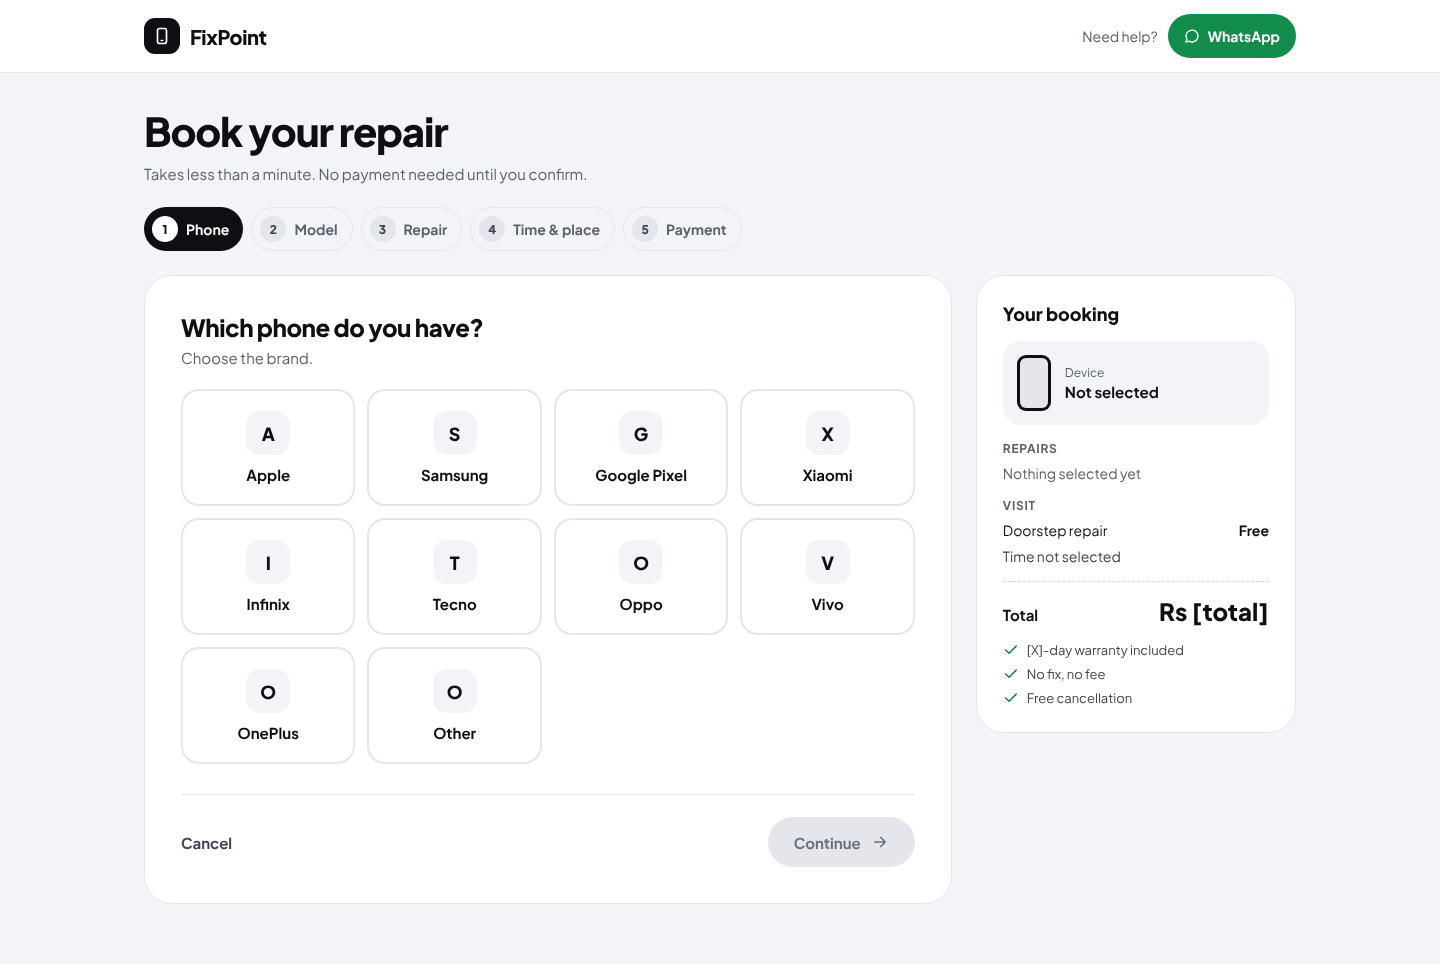 FixPoint
Need help?
WhatsApp
Book your repair
Takes less than a minute. No payment needed until you confirm.
1 Phone
2 Model
3 Repair
4 Time & place
5 Payment
Which phone do you have?
Choose the brand.
A
Apple
S
Samsung
G
Google Pixel
X
Xiaomi
I
Infinix
T
Tecno
O
Oppo
V
Vivo
O
OnePlus
O
Other
Cancel
Continue
Your booking
Device
Not selected
REPAIRS
Nothing selected yet
VISIT
Doorstep repair Free
Time not selected
Total Rs [total]
[X]-day warranty included
No fix, no fee
Free cancellation